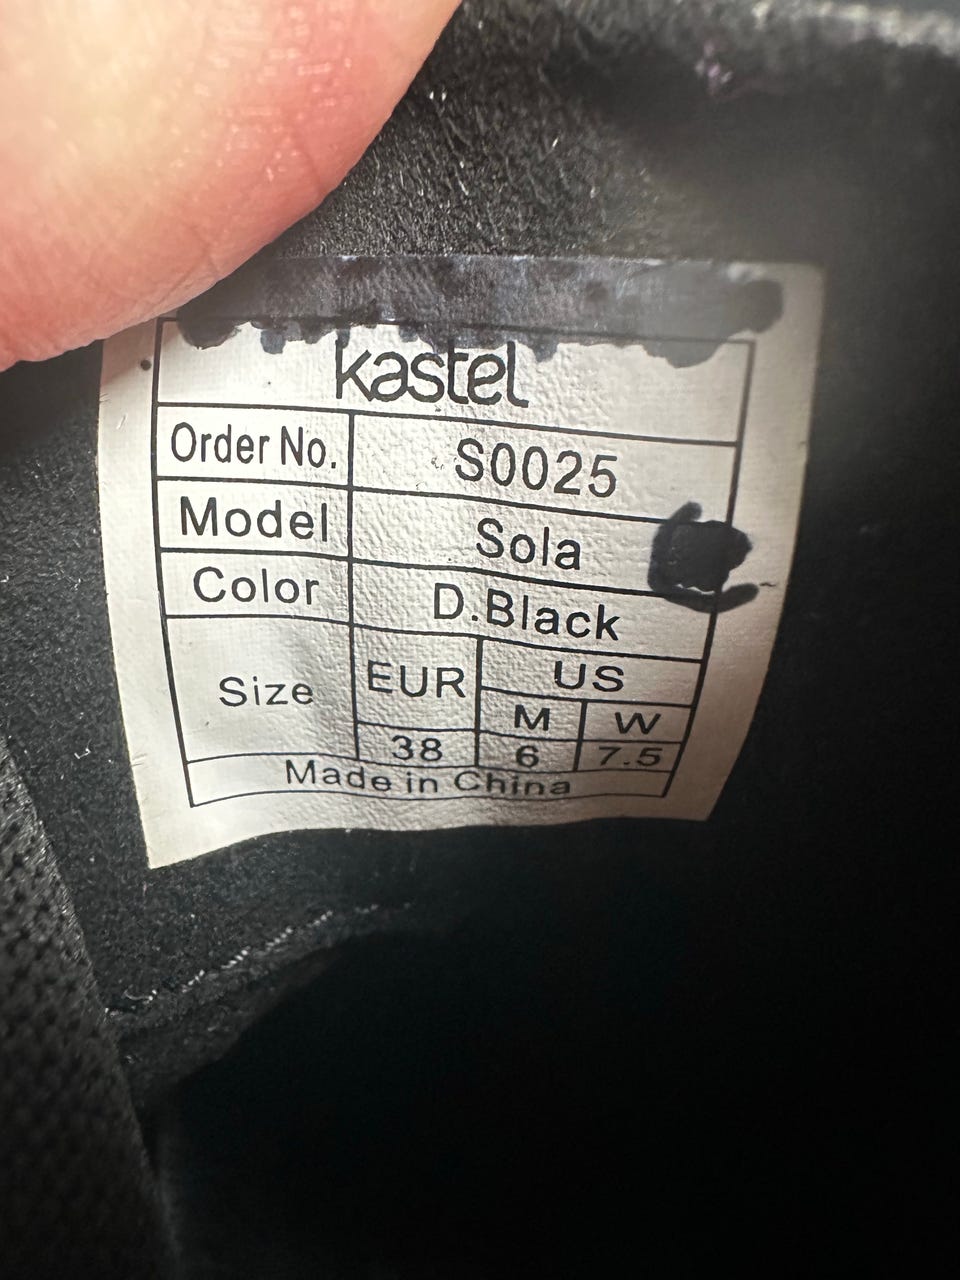 kastel
Order No. S0025
Model Sola
Color D.Black
Size EUR US
M W
38 6 7.5
Made in China